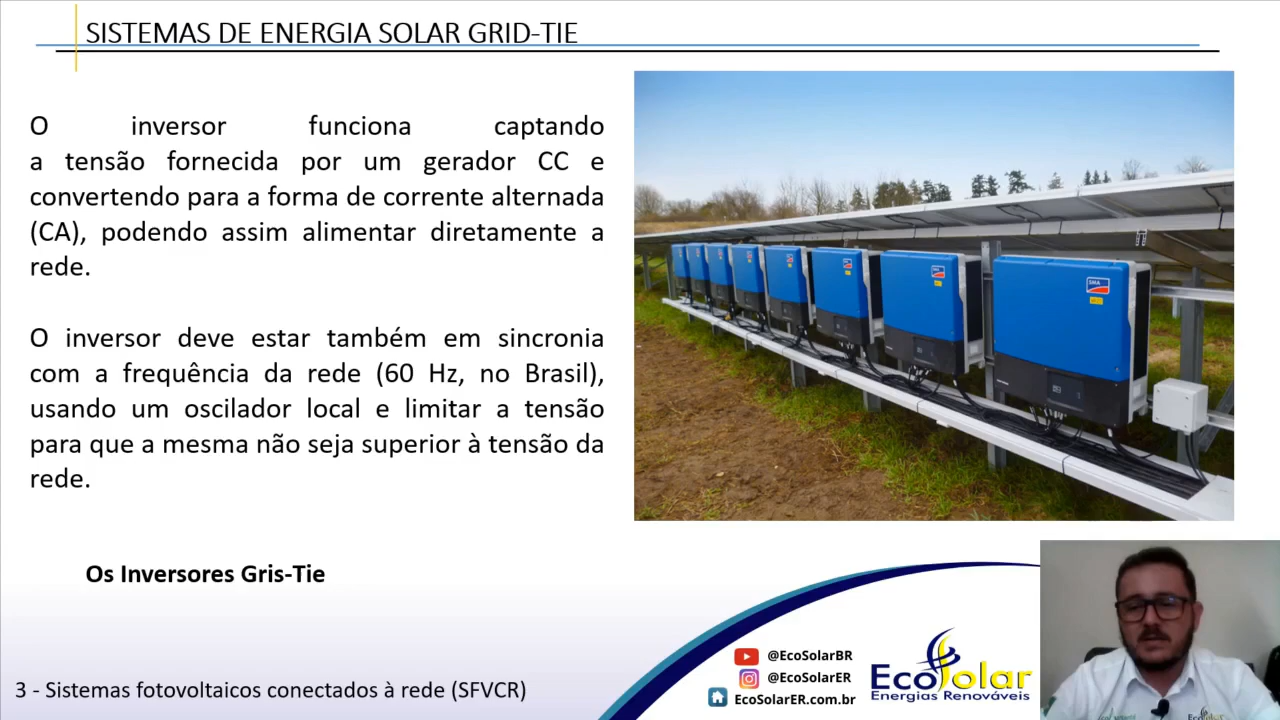 SISTEMAS DE ENERGIA SOLAR GRID-TIE
O inversor funciona captando
a tensão fornecida por um gerador CC e
convertendo para a forma de corrente alternada
(CA), podendo assim alimentar diretamente a
rede.
O inversor deve estar também em sincronia
com a frequência da rede (60 Hz, no Brasil),
usando um oscilador local e limitar a tensão
para que a mesma não seja superior à tensão da
rede.
SMA
Os Inversores Gris-Tie
@EcoSolarBR
@EcoSolarER
EcoSolarER.com.br
EcoSolar
Energias Renováveis
3 - Sistemas fotovoltaicos conectados à rede (SFVCR)